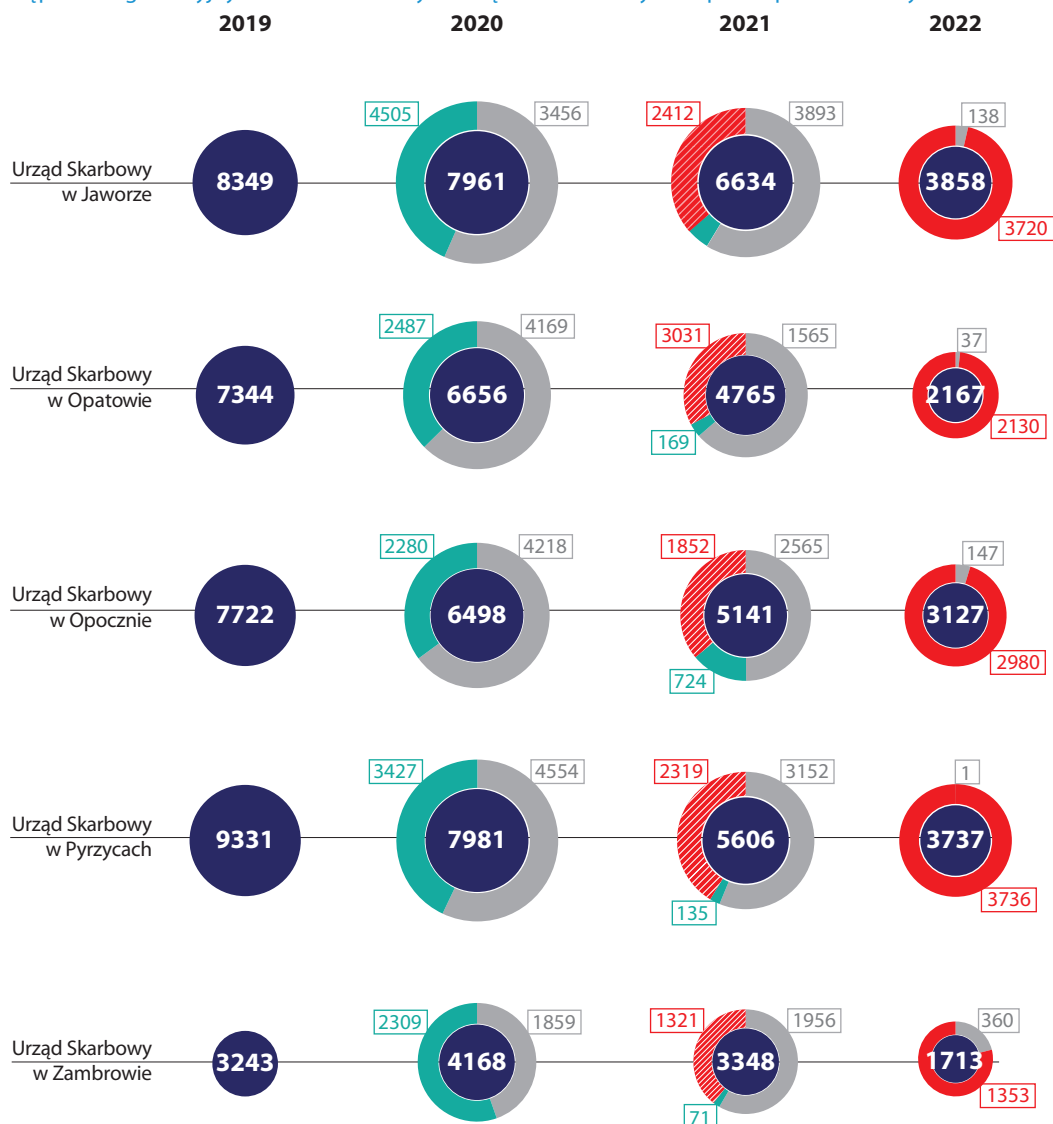 2019 2020 2021 2022
4505 3456 2412 3893 138
Urząd Skarbowy
w Jaworze
8349 7961 6634 3858
3720
2487 4169 3031 1565 37
Urząd Skarbowy
w Opatowie
7344 6656 4765 2167
169 2130
2280 4218 1852 2565 147
Urząd Skarbowy
w Opocznie
7722 6498 5141 3127
724 2980
3427 4554 2319 3152 1
Urząd Skarbowy
w Pyrzycach
9331 7981 5606 3737
135 3736
2309 1859 1321 1956 360
Urząd Skarbowy
w Zambrowie
3243 4168 3348 1713
71 1353